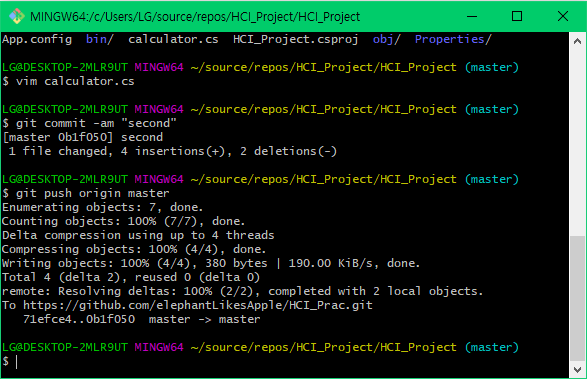 MINGW64:/c/Users/LG/source/repos/HCI_Project/HCI_Project
App.config bin/ calculator.cs HCI_Project.csproj obj/ Properties/
LG@DESKTOP-2MLR9UT MINGW64 ~/source/repos/HCI_Project/HCI_Project (master)
$ vim calculator.cs
LG@DESKTOP-2MLR9UT MINGW64 ~/source/repos/HCI_Project/HCI_Project (master)
$ git commit -am "second"
[master 0b1f050] second
1 file changed, 4 insertions(+), 2 deletions(-)
LG@DESKTOP-2MLR9UT MINGW64 ~/source/repos/HCI_Project/HCI_Project (master)
$ git push origin master
Enumerating objects: 7, done.
Counting objects: 100% (7/7), done.
Delta compression using up to 4 threads
Compressing objects: 100% (4/4), done.
Writing objects: 100% (4/4), 380 bytes | 190.00 KiB/s, done.
Total 4 (delta 2), reused 0 (delta 0)
remote: Resolving deltas: 100% (2/2), completed with 2 local objects.
To https://github.com/elephantLikesApple/HCI_Prac.git
71efce4..0b1f050 master -> master
LG@DESKTOP-2MLR9UT MINGW64 ~/source/repos/HCI_Project/HCI_Project (master)
$